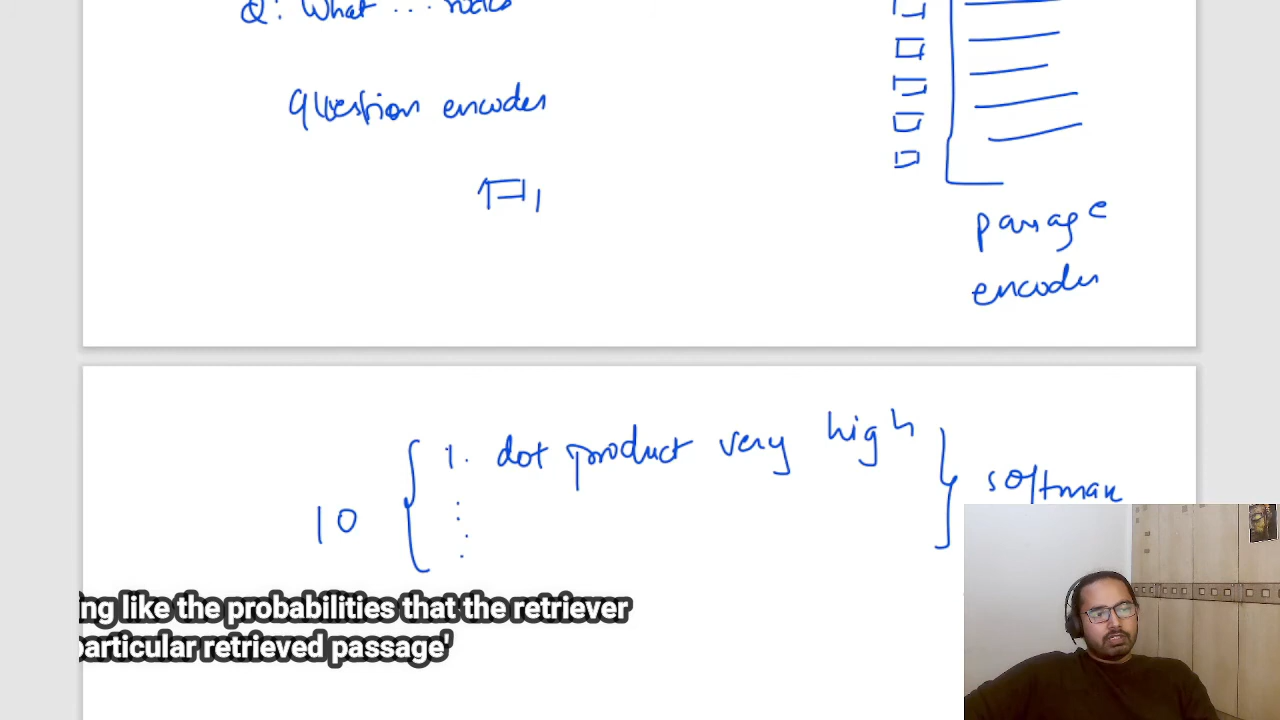 Q: What ...
Question encoder
passage
encoder
1. dot product very high
10
softmax
ing like the probabilities that the retriever
particular retrieved passage'